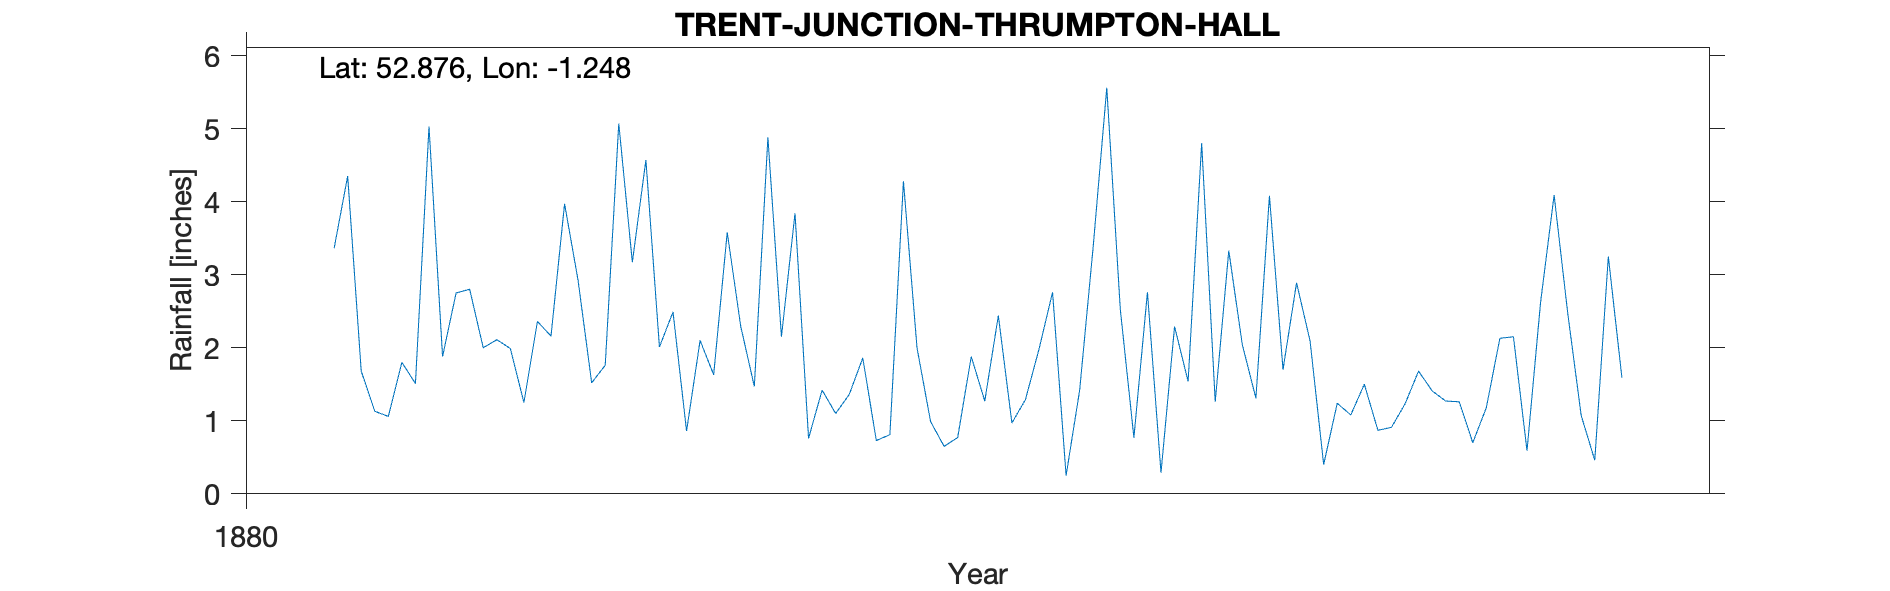 TRENT-JUNCTION-THRUMPTON-HALL
Lat: 52.876, Lon: -1.248
6
5
4
3
2
1
0
Rainfall [inches]
1880
Year